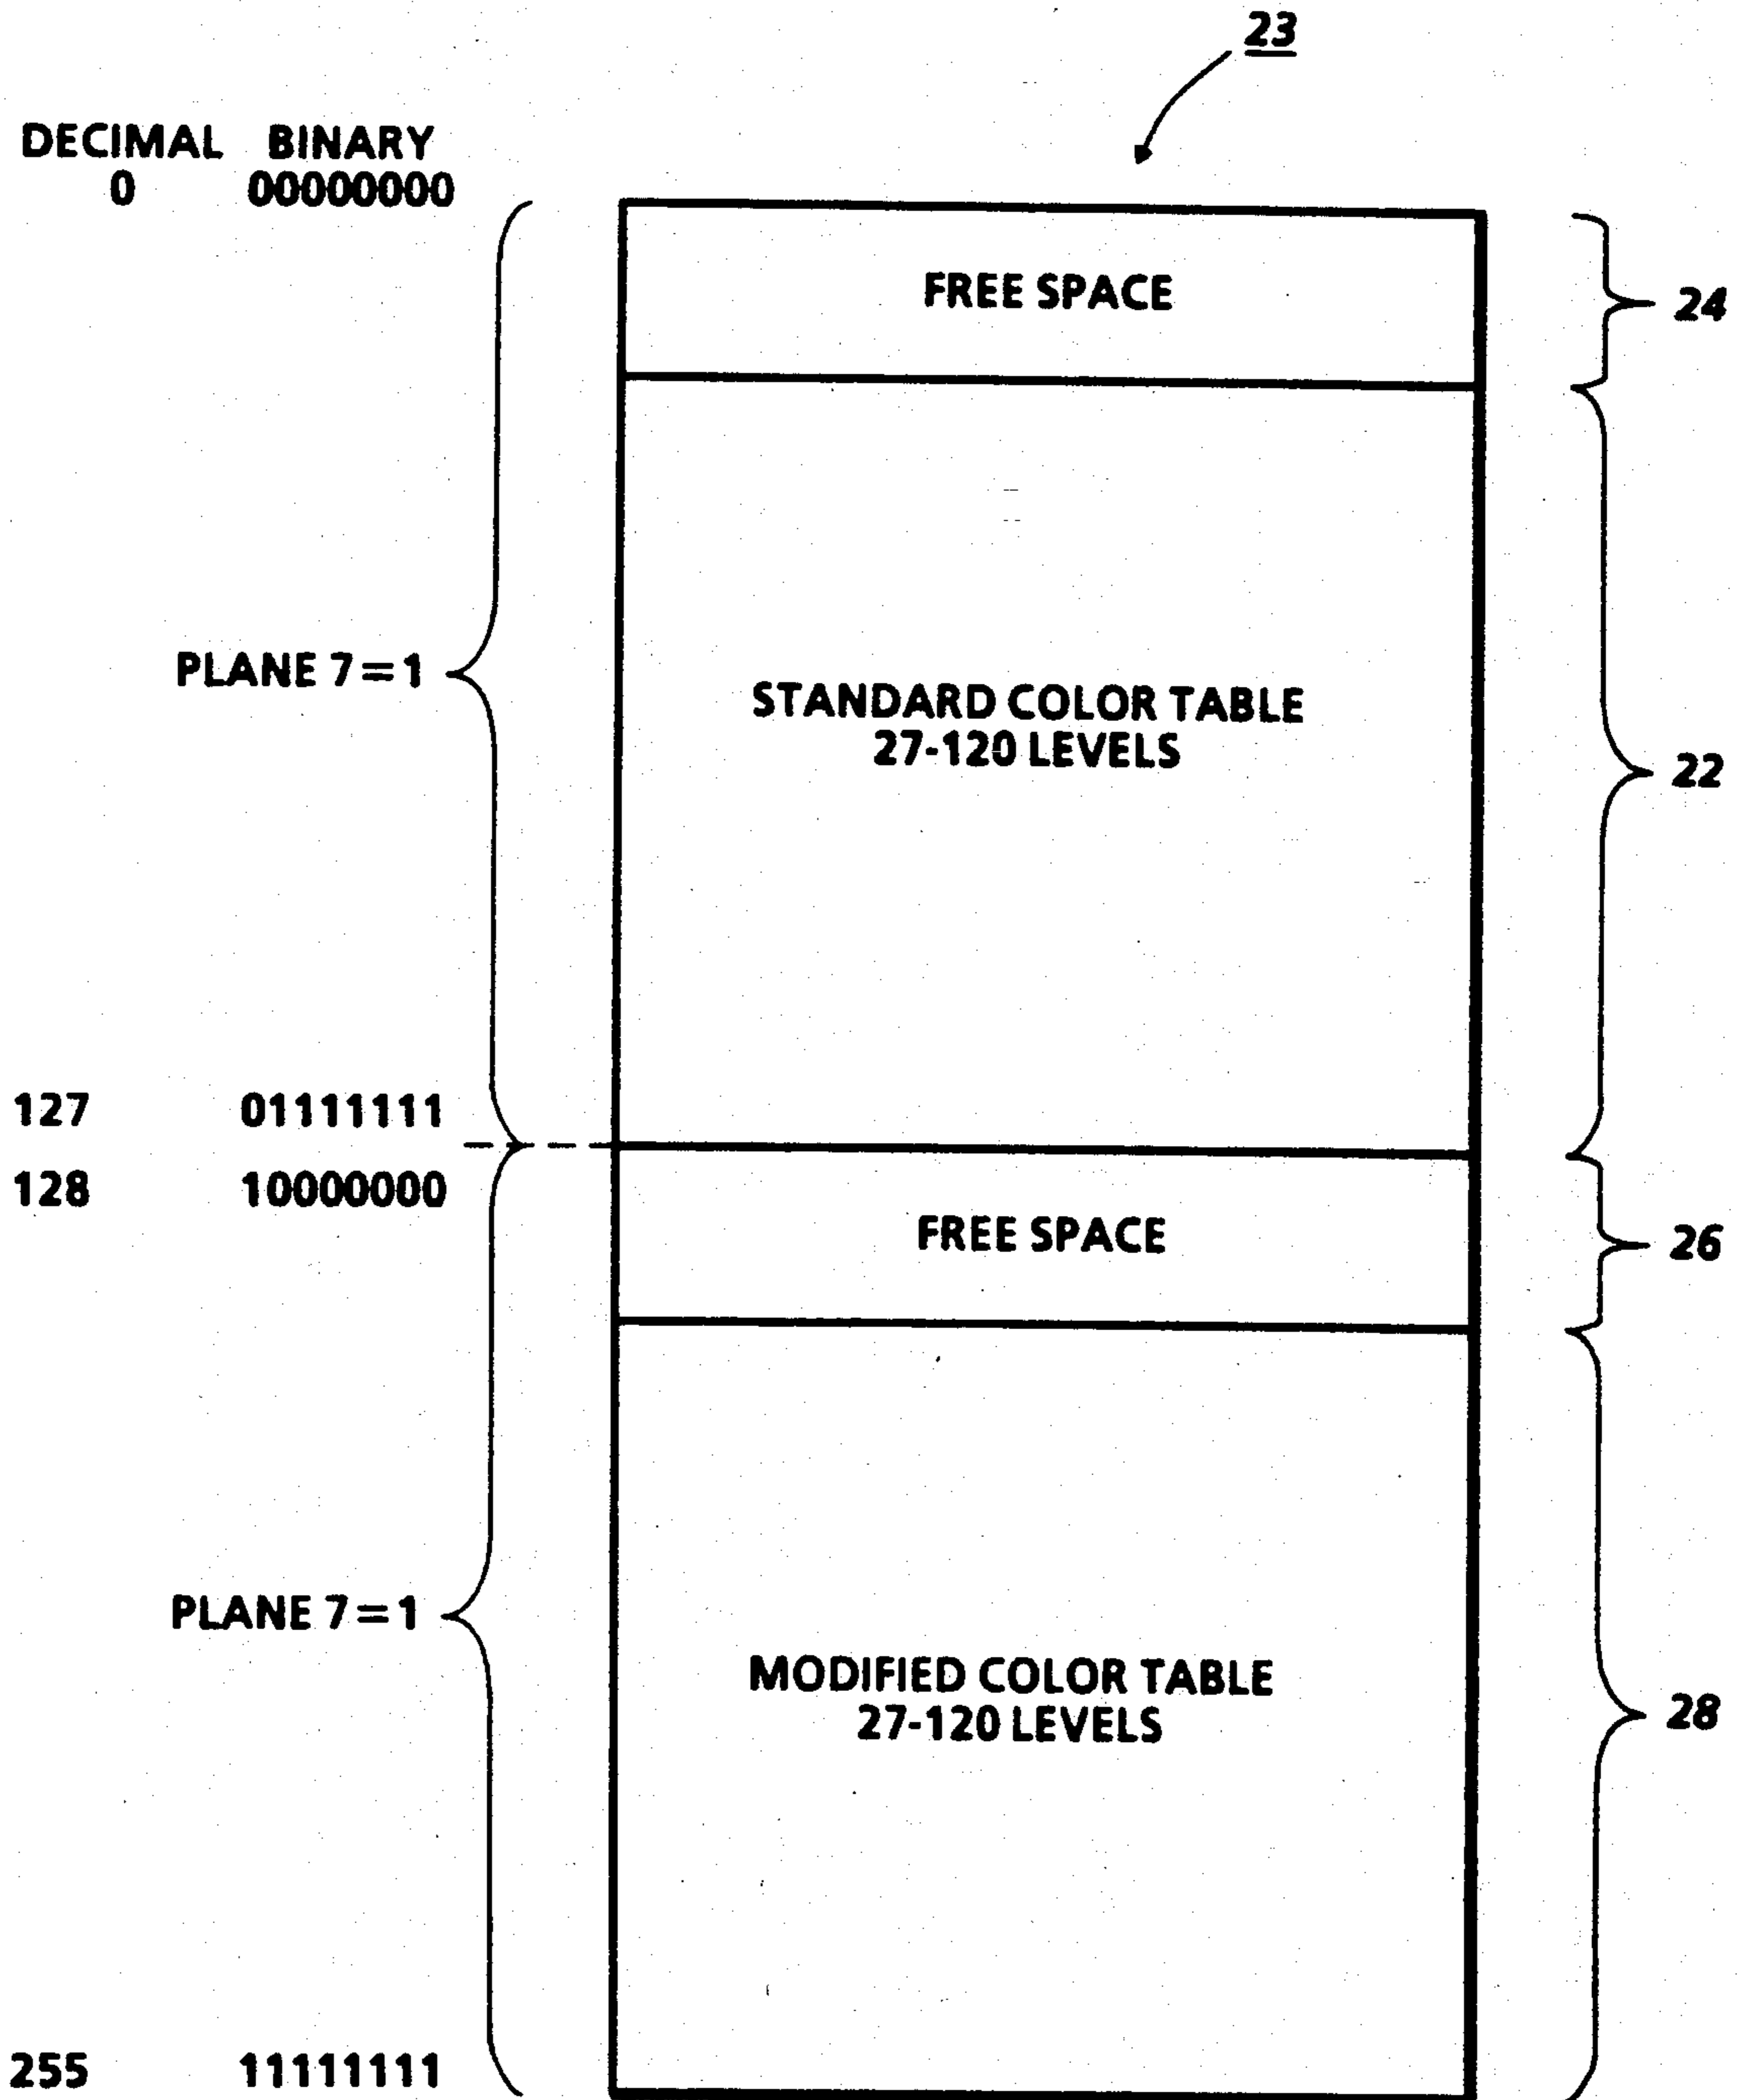 23
DECIMAL BINARY
0 00000000
FREE SPACE
24
PLANE 7=1
STANDARD COLOR TABLE
27-120 LEVELS
22
127 01111111
128 10000000
FREE SPACE
26
PLANE 7=1
MODIFIED COLOR TABLE
27-120 LEVELS
28
255 11111111